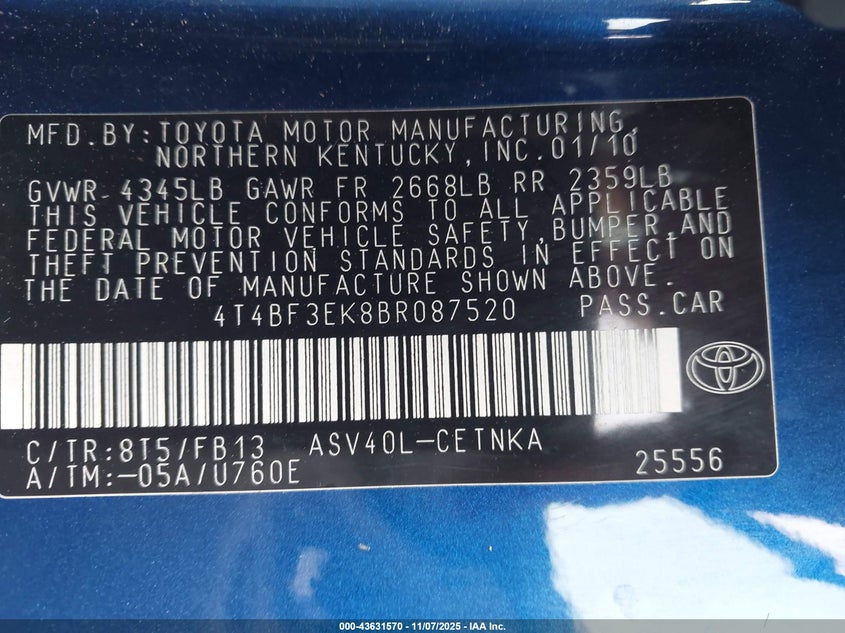 MFD.BY:TOYOTA MOTOR MANUFACTURING,
NORTHERN KENTUCKY,INC.01/10
GVWR 4345LB GAWR FR 2668LB RR 2359LB
THIS VEHICLE CONFORMS TO ALL APPLICABLE
FEDERAL MOTOR VEHICLE SAFETY,BUMPER,AND
THEFT PREVENTION STANDARDS IN EFFECT ON
THE DATE OF MANUFACTURE SHOWN ABOVE.
4T4BF3EK8BR087520 PASS.CAR
C/TR:8T5/FB13 ASV40L-CETNKA
A/TM:-05A/U760E 25556
000-43631570 - 11/07/2025 - IAA Inc.